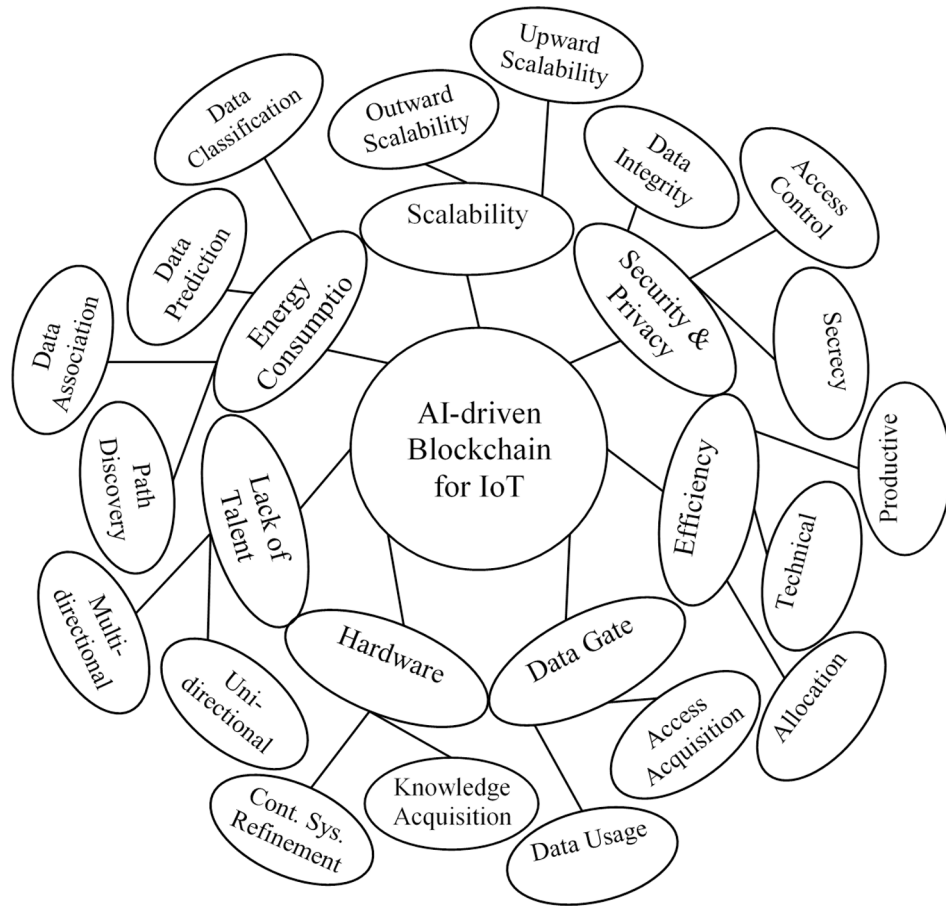 Upward
Scalability
Outward
Scalability
Data
Classification
Data
Integrity
Access
Control
Scalability
Security &
Privacy
Data
Prediction
Energy
Consumptio
Data
Association
Secrecy
AI-driven
Blockchain
for IoT
Productive
Efficiency
Path
Discovery
Lack of
Talent
Technical
Multi-
directional
Uni-
directional
Hardware
Data Gate
Access
Acquisition
Allocation
Cont. Sys.
Refinement
Knowledge
Acquisition
Data Usage